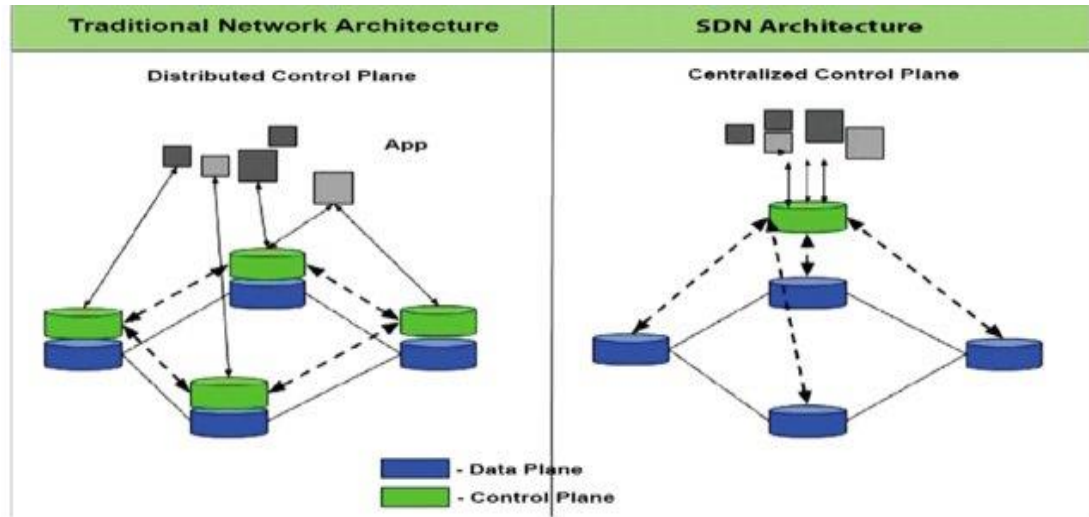 Traditional Network Architecture
SDN Architecture
Distributed Control Plane
Centralized Control Plane
App
- Data Plane
- Control Plane